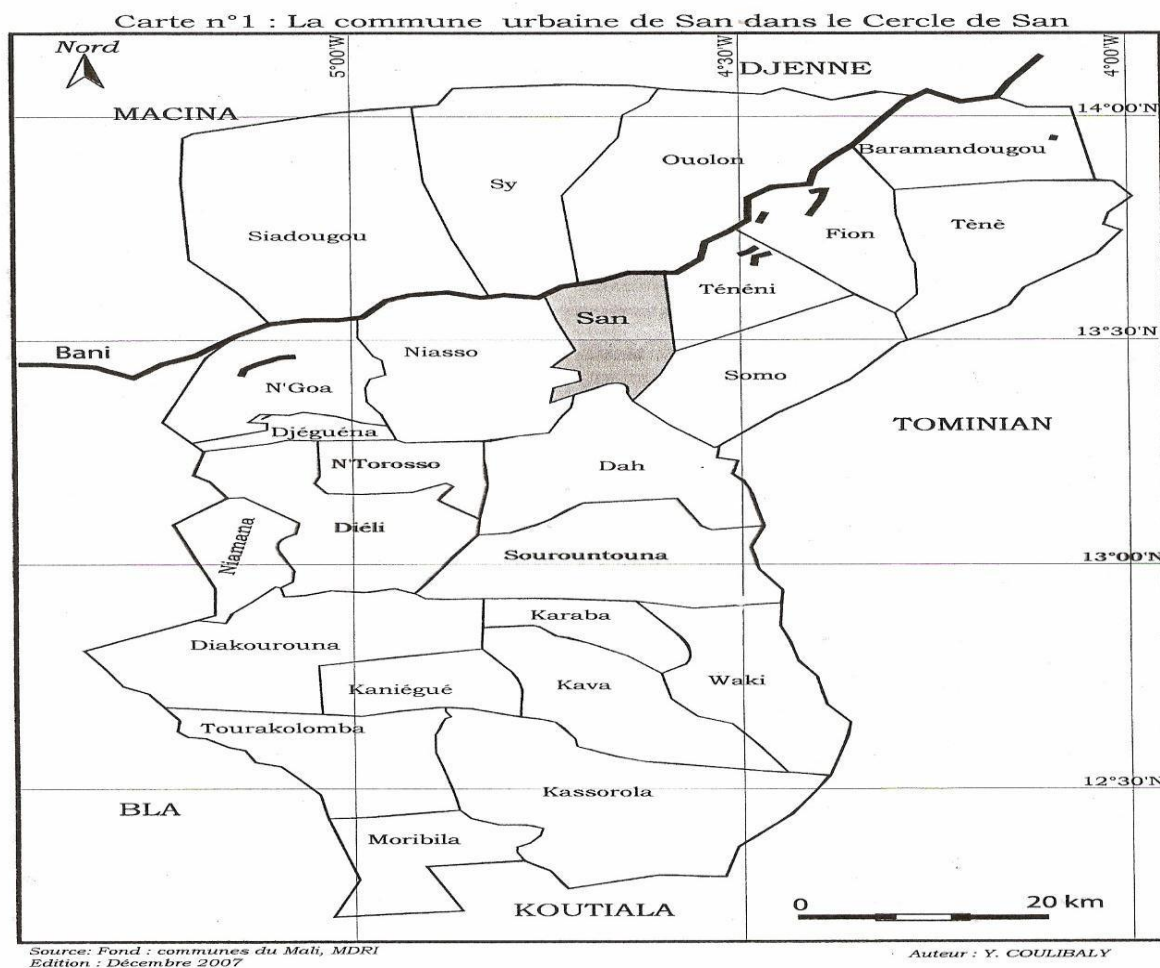 Carte n°1 : La commune urbaine de San dans le Cercle de San
Nord
5°00'W
4°30'W
4°00'W
DJENNE
MACINA
14°00'N
Baramandougou
Ouolon
Sy
Siadougou
Fion
Tènè
Ténéni
San
13°30'N
Bani
Niasso
N'Goa
Somo
TOMINIAN
Djéguéna
N'Torosso
Dah
Diéli
Niamana
Sourountouna
13°00'N
Karaba
Diakourouna
Waki
Kaniégué
Kava
Tourakolomba
12°30'N
BLA
Kassorola
Moribila
0
20 km
KOUTIALA
Source: Fond : communes du Mali, MDRI
Edition : Décembre 2007
Auteur : Y. COULIBALY